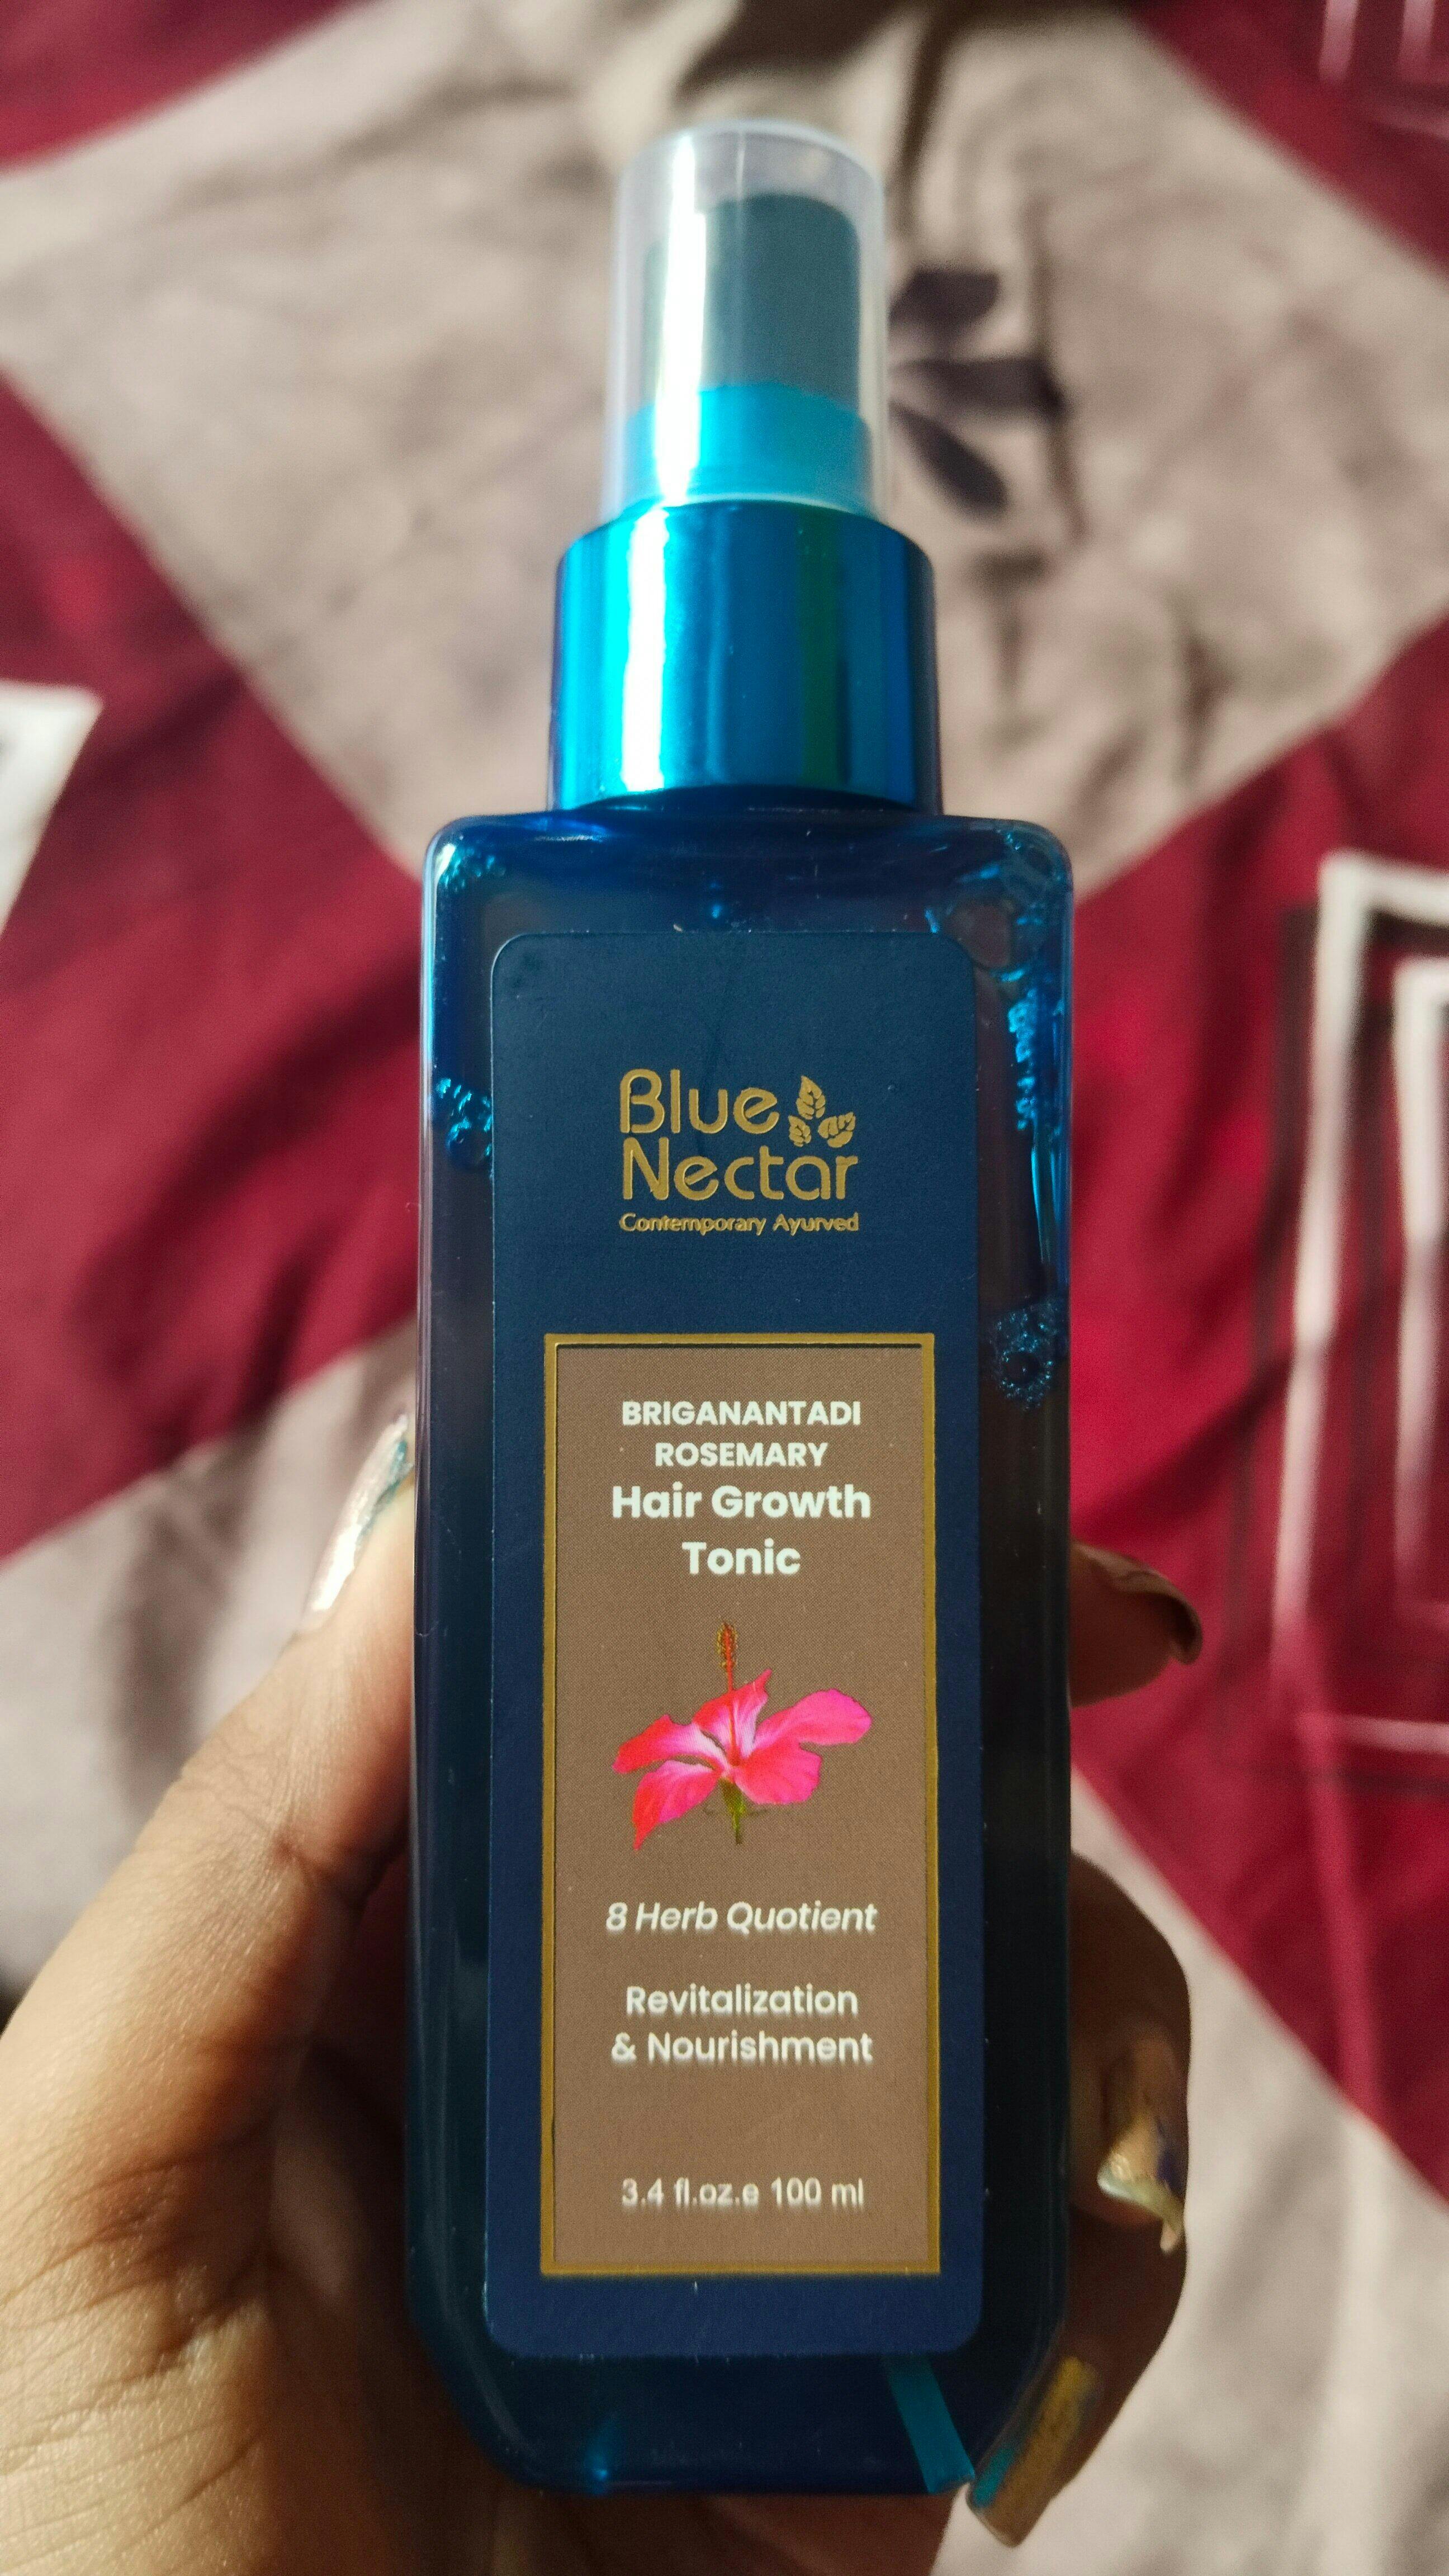 Blue
Nectar
Contemporary Ayurved
BRIGANANTADI
ROSEMARY
Hair Growth
Tonic
8 Herb Quotient
Revitalization
& Nourishment
3.4 fl.oz.e 100 ml